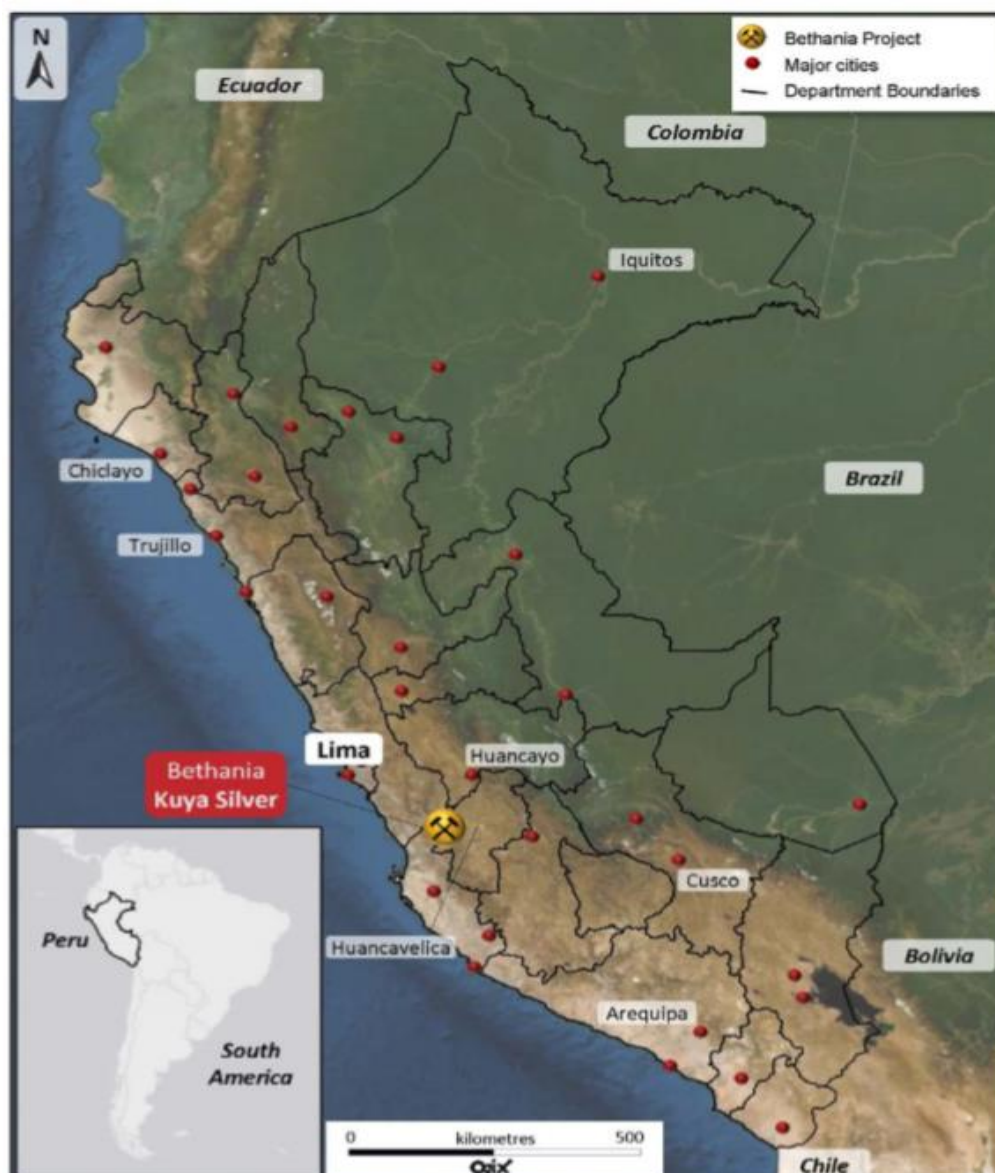 N
Bethania Project
Major cities
Department Boundaries
Ecuador
Colombia
Iquitos
Chiclayo
Brazil
Trujillo
Lima
Huancayo
Bethania
Kuya Silver
Cusco
Peru
Huancavelica
Bolivia
Arequipa
South
America
0 kilometres 500
Chile